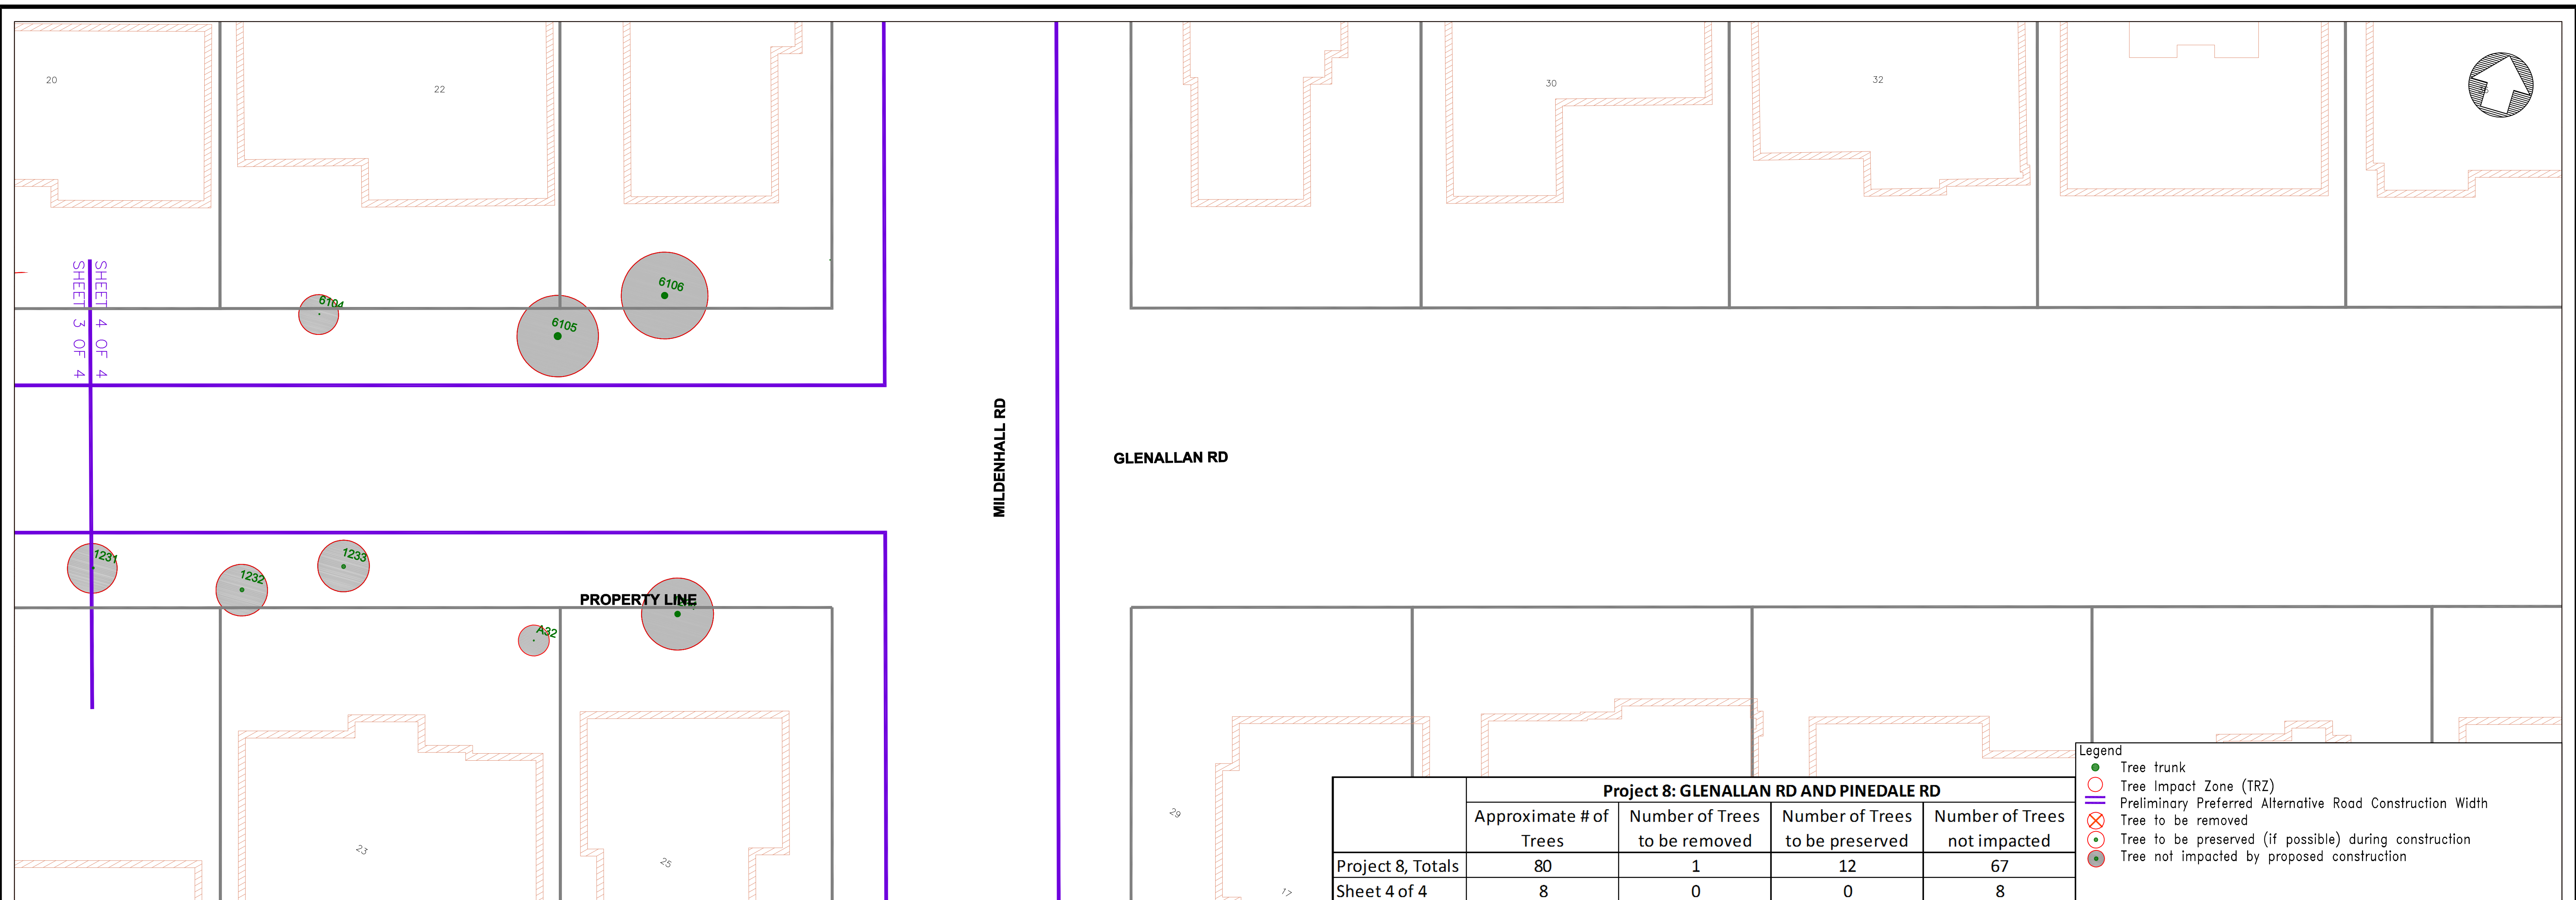 20
22
30
32
SHEET 4 OF 4
SHEET 3 OF 4
6104
6105
6106
MILDENHALL RD
GLENALLAN RD
1231
1232
1233
PROPERTY LINE
A32
23
25
29
17
Project 8: GLENALLAN RD AND PINEDALE RD
Approximate # of Trees
Number of Trees to be removed
Number of Trees to be preserved
Number of Trees not impacted
Project 8, Totals 80 1 12 67
Sheet 4 of 4 8 0 0 8
Legend
Tree trunk
Tree Impact Zone (TRZ)
Preliminary Preferred Alternative Road Construction Width
Tree to be removed
Tree to be preserved (if possible) during construction
Tree not impacted by proposed construction